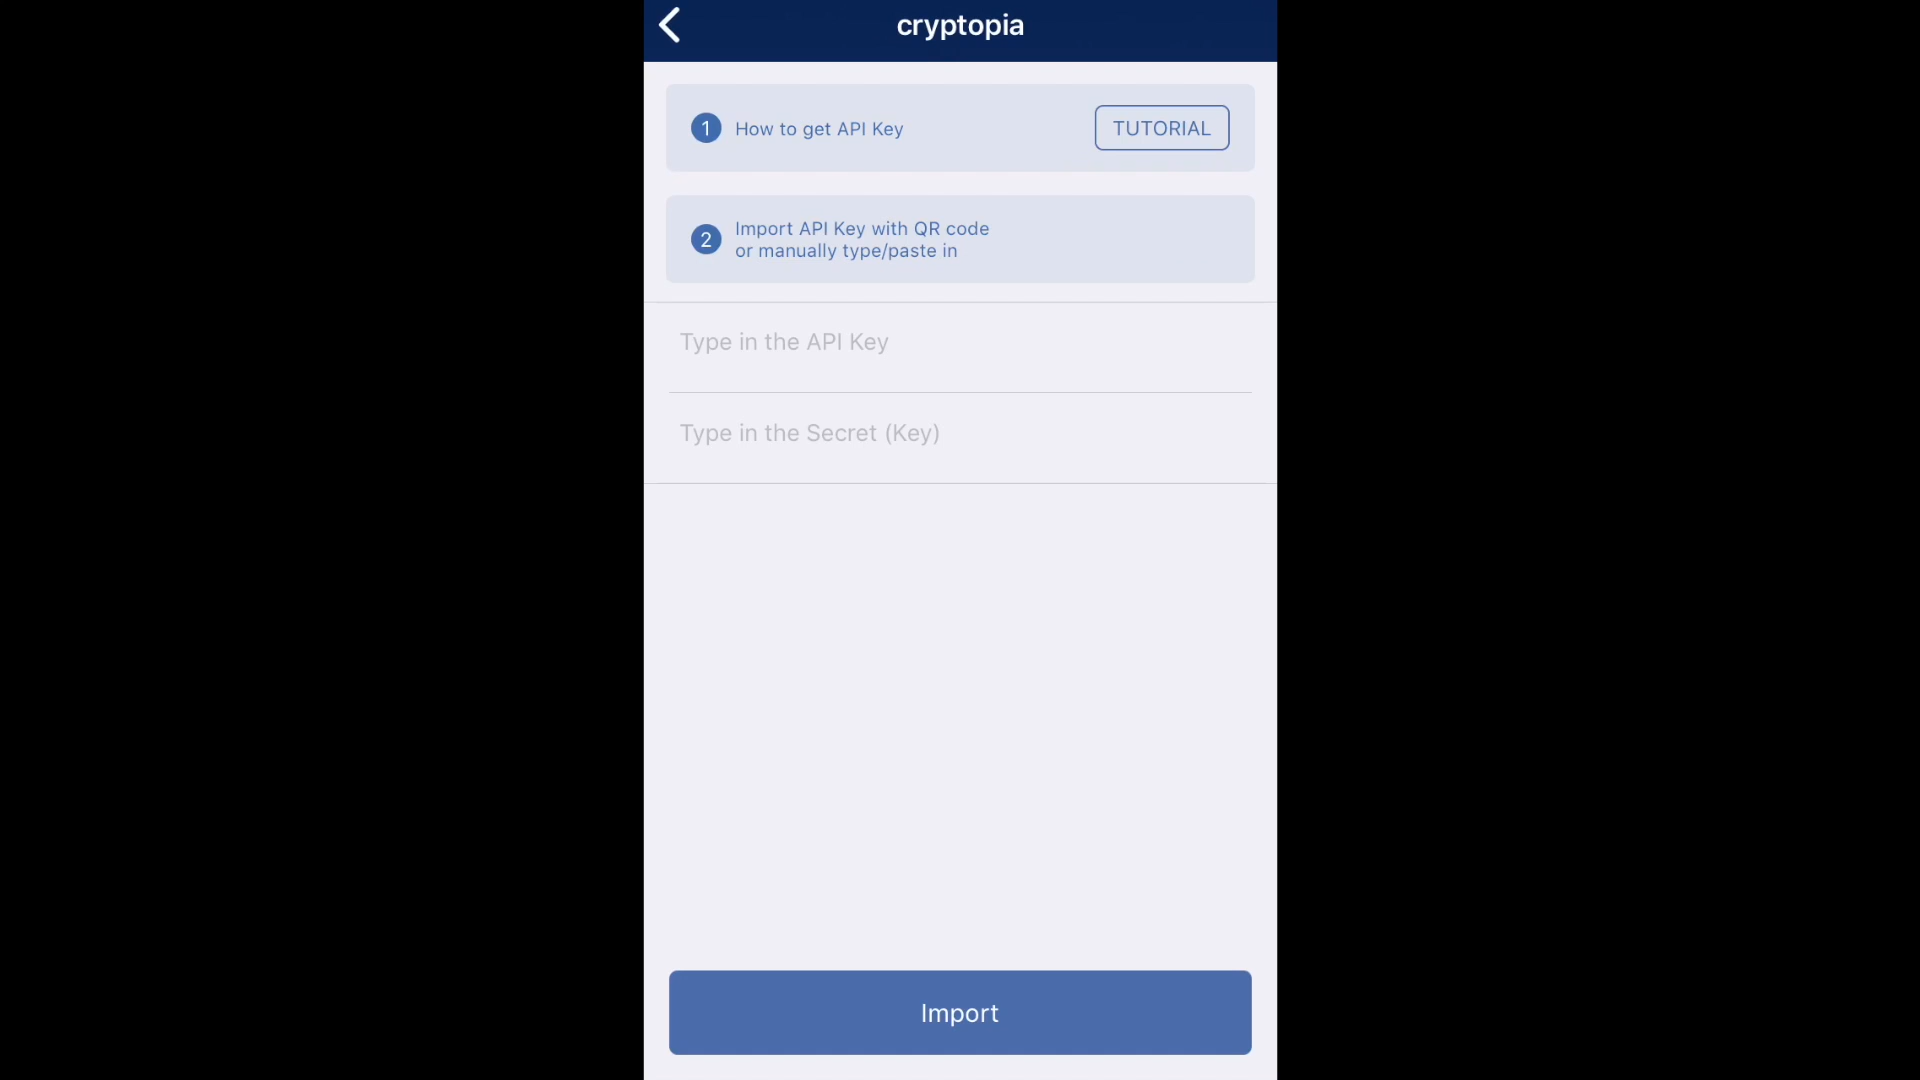 cryptopia
1 How to get API Key TUTORIAL
2 Import API Key with QR code
or manually type/paste in
Type in the API Key
Type in the Secret (Key)
Import